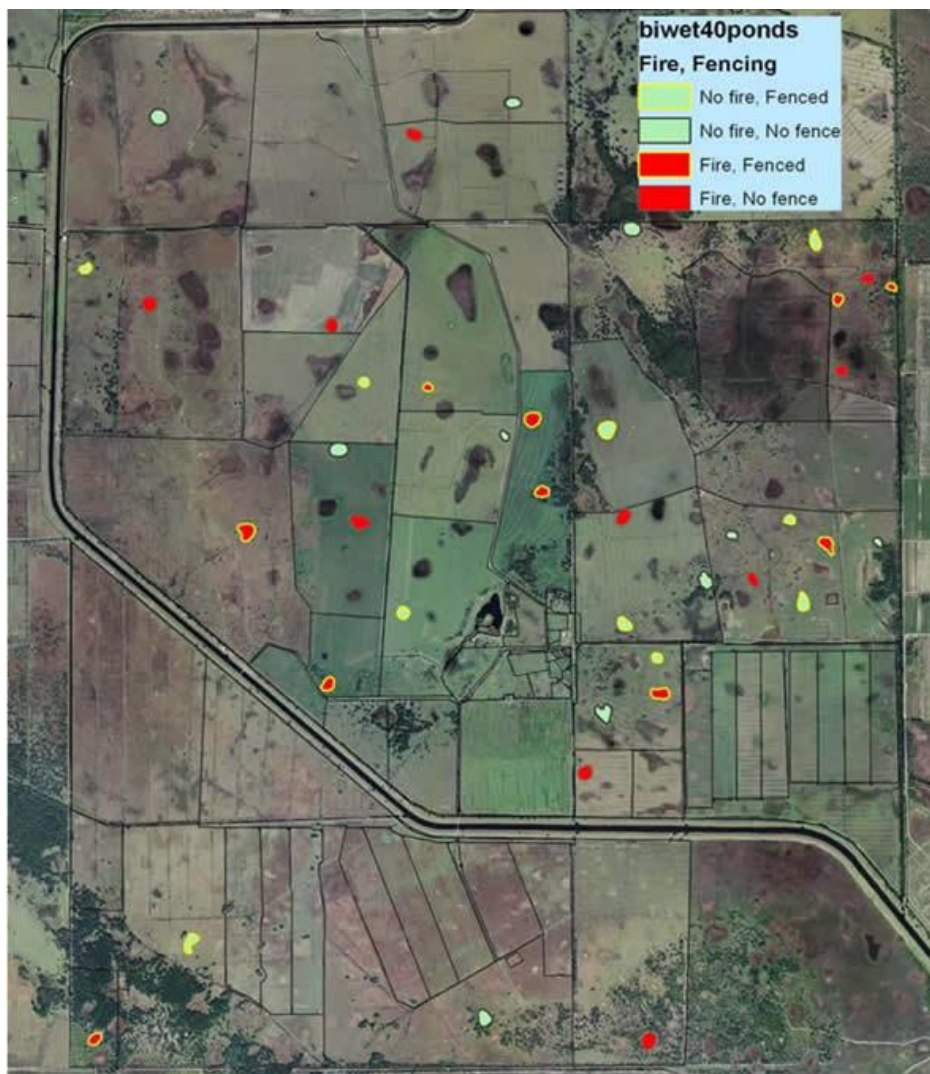 biwet40ponds
Fire, Fencing
No fire, Fenced
No fire, No fence
Fire, Fenced
Fire, No fence